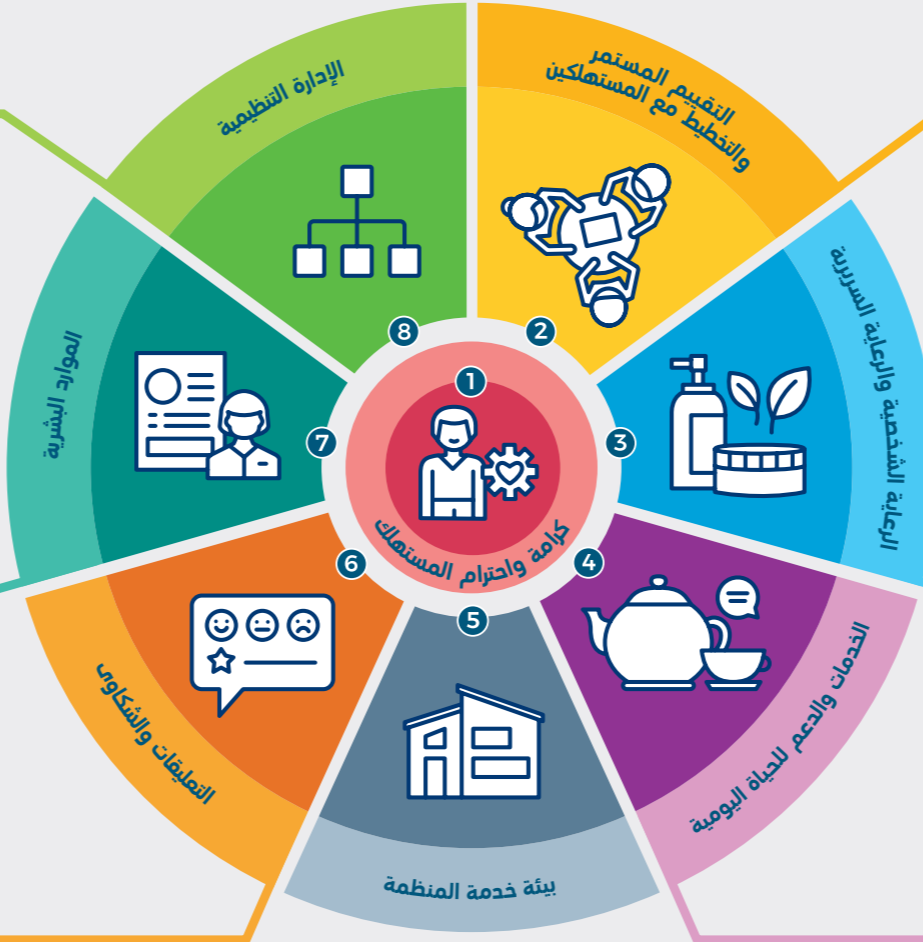 1
كرامة واحترام المستهلك
2
التقييم المستمر
والتخطيط مع المستهلكين
3
الرعاية الشخصية والرعاية السريرية
4
الخدمات والدعم للحياة اليومية
5
بيئة خدمة المنظمة
6
التعليقات والشكاوى
7
الموارد البشرية
8
الإدارة التنظيمية